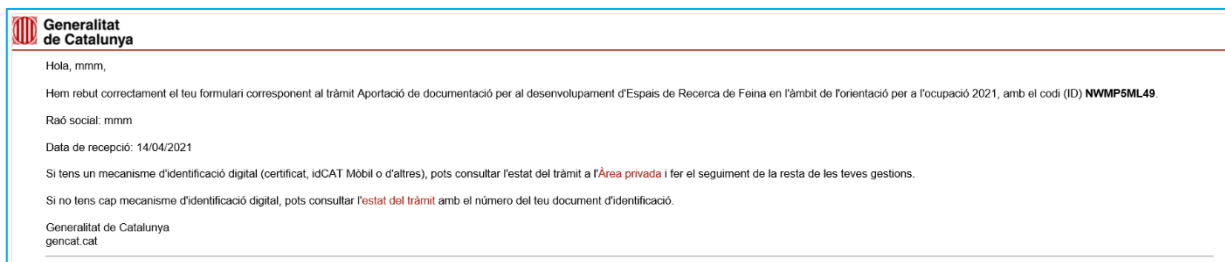 Generalitat
de Catalunya
Hola, mmm,
Hem rebut correctament el teu formulari corresponent al tràmit Aportació de documentació per al desenvolupament d'Espais de Recerca de Feina en l'àmbit de l'orientació per a l'ocupació 2021, amb el codi (ID) NWMP5ML49.
Raó social: mmm
Data de recepció: 14/04/2021
Si tens un mecanisme d'identificació digital (certificat, idCAT Mòbil o d'altres), pots consultar l'estat del tràmit a l'Àrea privada i fer el seguiment de la resta de les teves gestions.
Si no tens cap mecanisme d'identificació digital, pots consultar l'estat del tràmit amb el número del teu document d'identificació.
Generalitat de Catalunya
gencat.cat